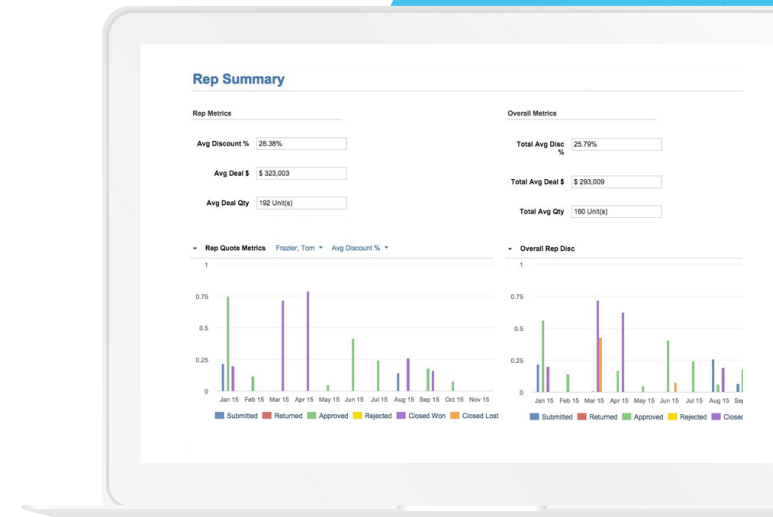 Rep Summary
Rep Metrics
Avg Discount % 28.38%
Avg Deal $ $ 323,003
Avg Deal Qty 192 Unit(s)
Overall Metrics
Total Avg Disc 25.79%
%
Total Avg Deal $ $ 293,009
Total Avg Qty 160 Unit(s)
Rep Quote Metrics Frazier, Tom Avg Discount %
1
0.75
0.5
0.25
0
Jan 15 Feb 15 Mar 15 Apr 15 May 15 Jun 15 Jul 15 Aug 15 Sep 15 Oct 15 Nov 15
Submitted Returned Approved Rejected Closed Won Closed Lost
Overall Rep Disc
1
0.75
0.5
0.25
0
Jan 15 Feb 15 Mar 15 Apr 15 May 15 Jun 15 Jul 15 Aug 15 Sep
Submitted Returned Approved Rejected